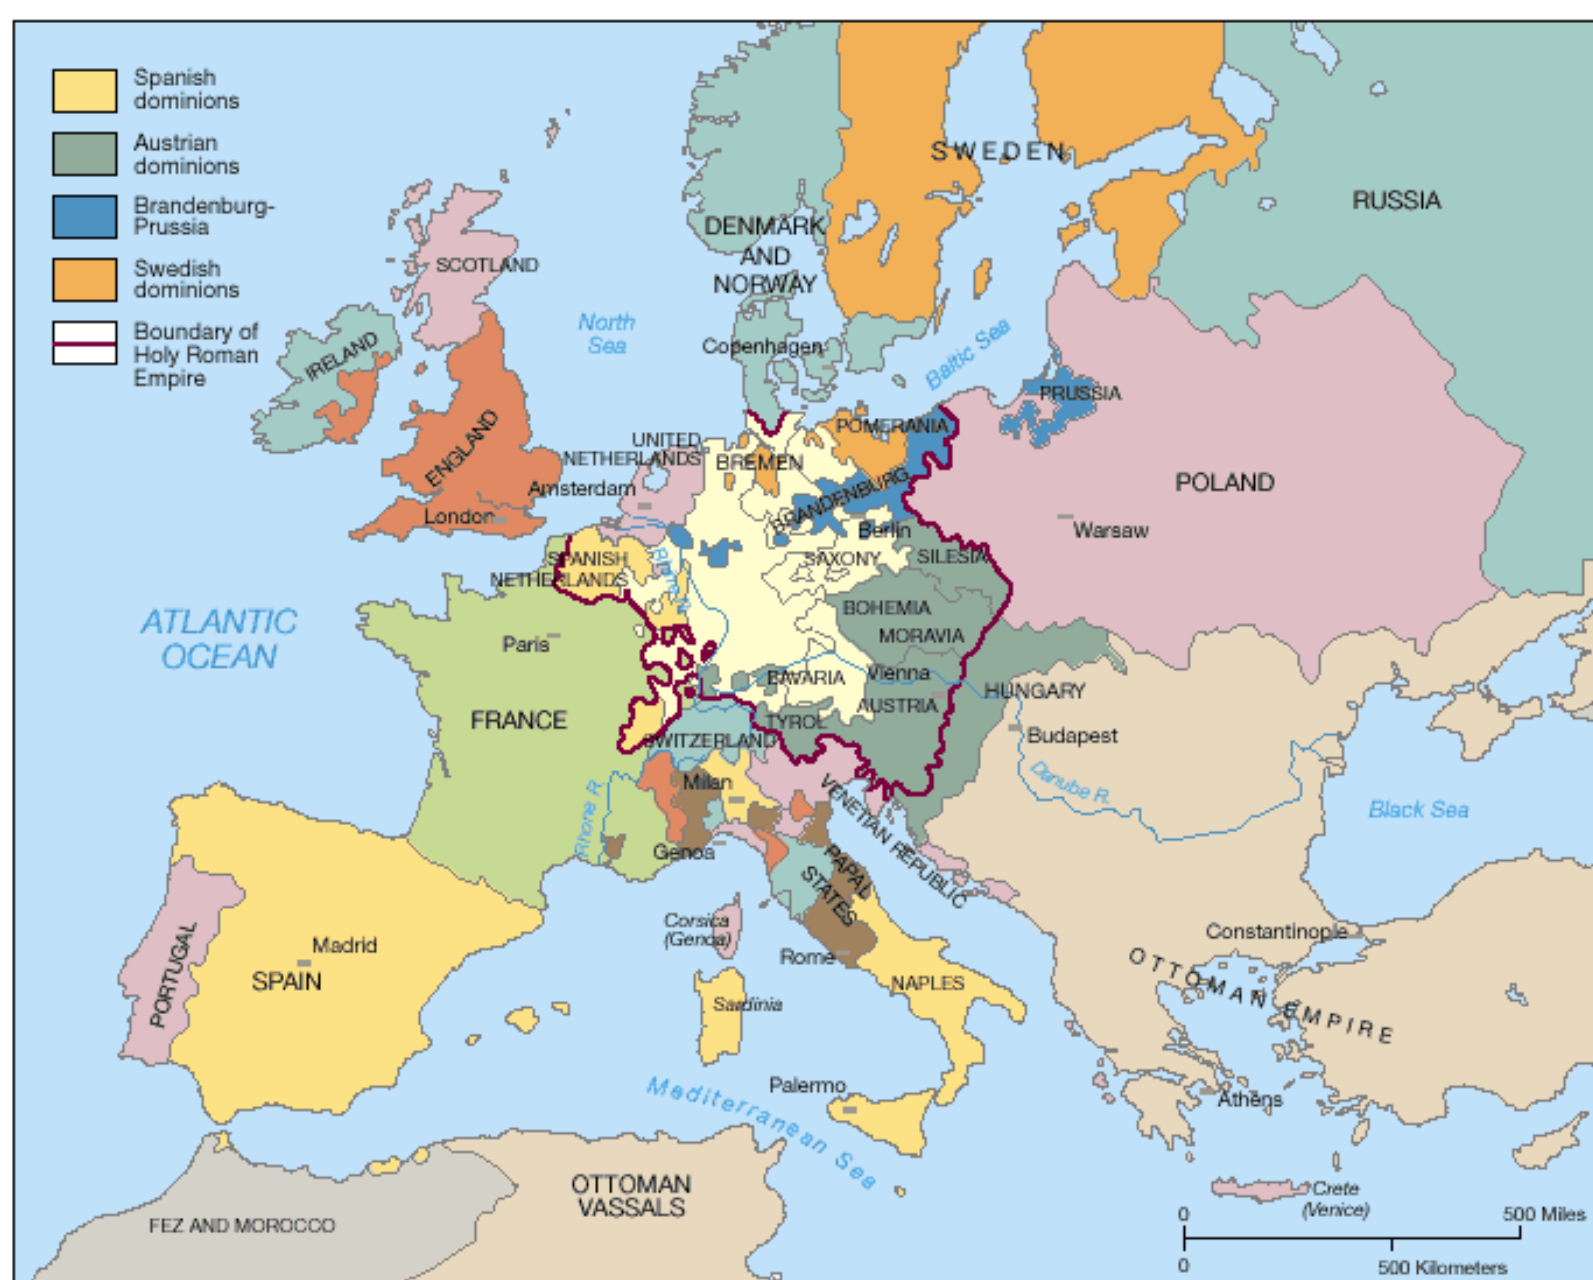 Spanish
dominions
Austrian
dominions
Brandenburg-
Prussia
Swedish
dominions
Boundary of
Holy Roman
Empire
SWEDEN
RUSSIA
DENMARK
AND
NORWAY
SCOTLAND
North
Sea
IRELAND
Copenhagen
Baltic Sea
PRUSSIA
ENGLAND
UNITED
NETHERLANDS
BREMEN
POMERANIA
Amsterdam
BRANDENBURG
POLAND
London
Berlin
Warsaw
SPANISH
NETHERLANDS
Rhine R.
SAXONY
SILESIA
ATLANTIC
OCEAN
BOHEMIA
MORAVIA
Paris
BAVARIA
Vienna
HUNGARY
FRANCE
AUSTRIA
TYROL
SWITZERLAND
Budapest
Milan
Danube R.
VENETIAN REPUBLIC
Black Sea
Rhone R.
Genoa
PAPAL
STATES
Corsica
(Genoa)
Constantinople
Madrid
SPAIN
PORTUGAL
Rome
NAPLES
OTTOMAN EMPIRE
Sardinia
Mediterranean Sea
Palermo
Athens
OTTOMAN
VASSALS
FEZ AND MOROCCO
Crete
(Venice)
0 500 Miles
0 500 Kilometers